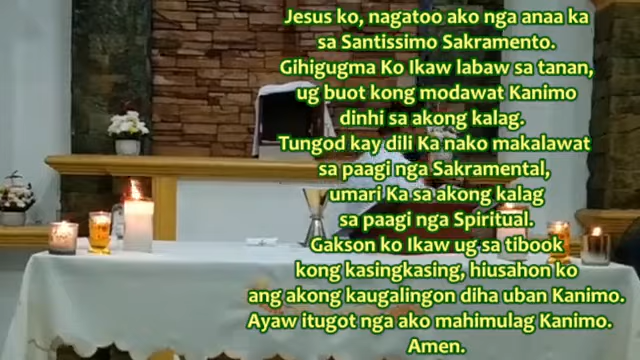 Jesus ko, nagatoo ako nga anaa ka
sa Santissimo Sakramento.
Gihigugma Ko Ikaw labaw sa tanan,
ug buot kong modawat Kanimo
dinhi sa akong kalag.
Tungod kay dili Ka nako makalawat
sa paagi nga Sakramental,
umari Ka sa akong kalag
sa paagi nga Spiritual.
Gakson ko Ikaw ug sa tibook
kong kasingkasing, hiusahon ko
ang akong kaugalingon diha uban Kanimo.
Ayaw itugot nga ako mahimulag Kanimo.
Amen.